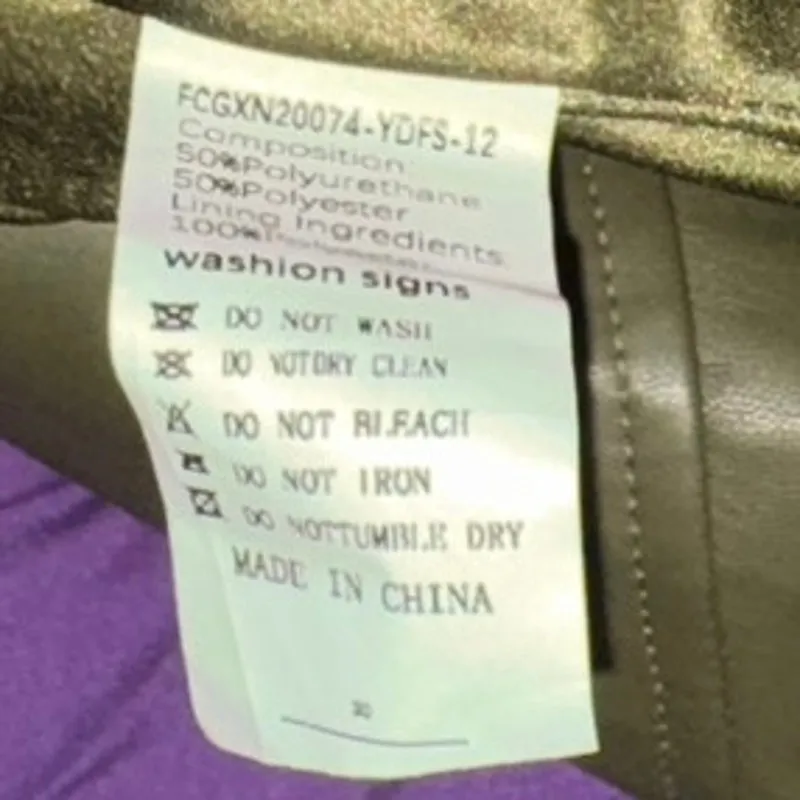 FCGXN20074-YDFS-12
Composition
50%Polyurethane
50%Polyester
Lining Ingredients
100%
washion signs
DO NOT WASH
DO NOTDRY CLEAN
DO NOT BLEACH
DO NOT IRON
DO NOTTUMBLE DRY
MADE IN CHINA